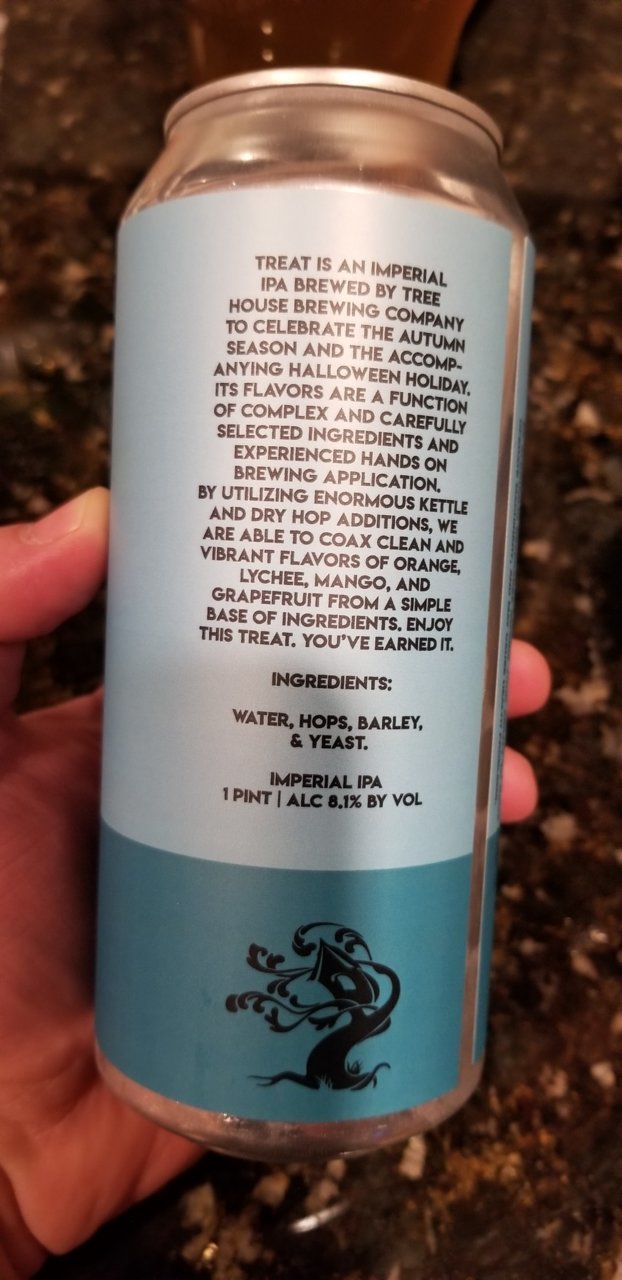 TREAT IS AN IMPERIAL
IPA BREWED BY TREE
HOUSE BREWING COMPANY
TO CELEBRATE THE AUTUMN
SEASON AND THE ACCOMP-
ANYING HALLOWEEN HOLIDAY.
ITS FLAVORS ARE A FUNCTION
OF COMPLEX AND CAREFULLY
SELECTED INGREDIENTS AND
EXPERIENCED HANDS ON
BREWING APPLICATION.
BY UTILIZING ENORMOUS KETTLE
AND DRY HOP ADDITIONS, WE
ARE ABLE TO COAX CLEAN AND
VIBRANT FLAVORS OF ORANGE,
LYCHEE, MANGO, AND
GRAPEFRUIT FROM A SIMPLE
BASE OF INGREDIENTS. ENJOY
THIS TREAT. YOU'VE EARNED IT.
INGREDIENTS:
WATER, HOPS, BARLEY,
& YEAST.
IMPERIAL IPA
1 PINT | ALC 8.1% BY VOL